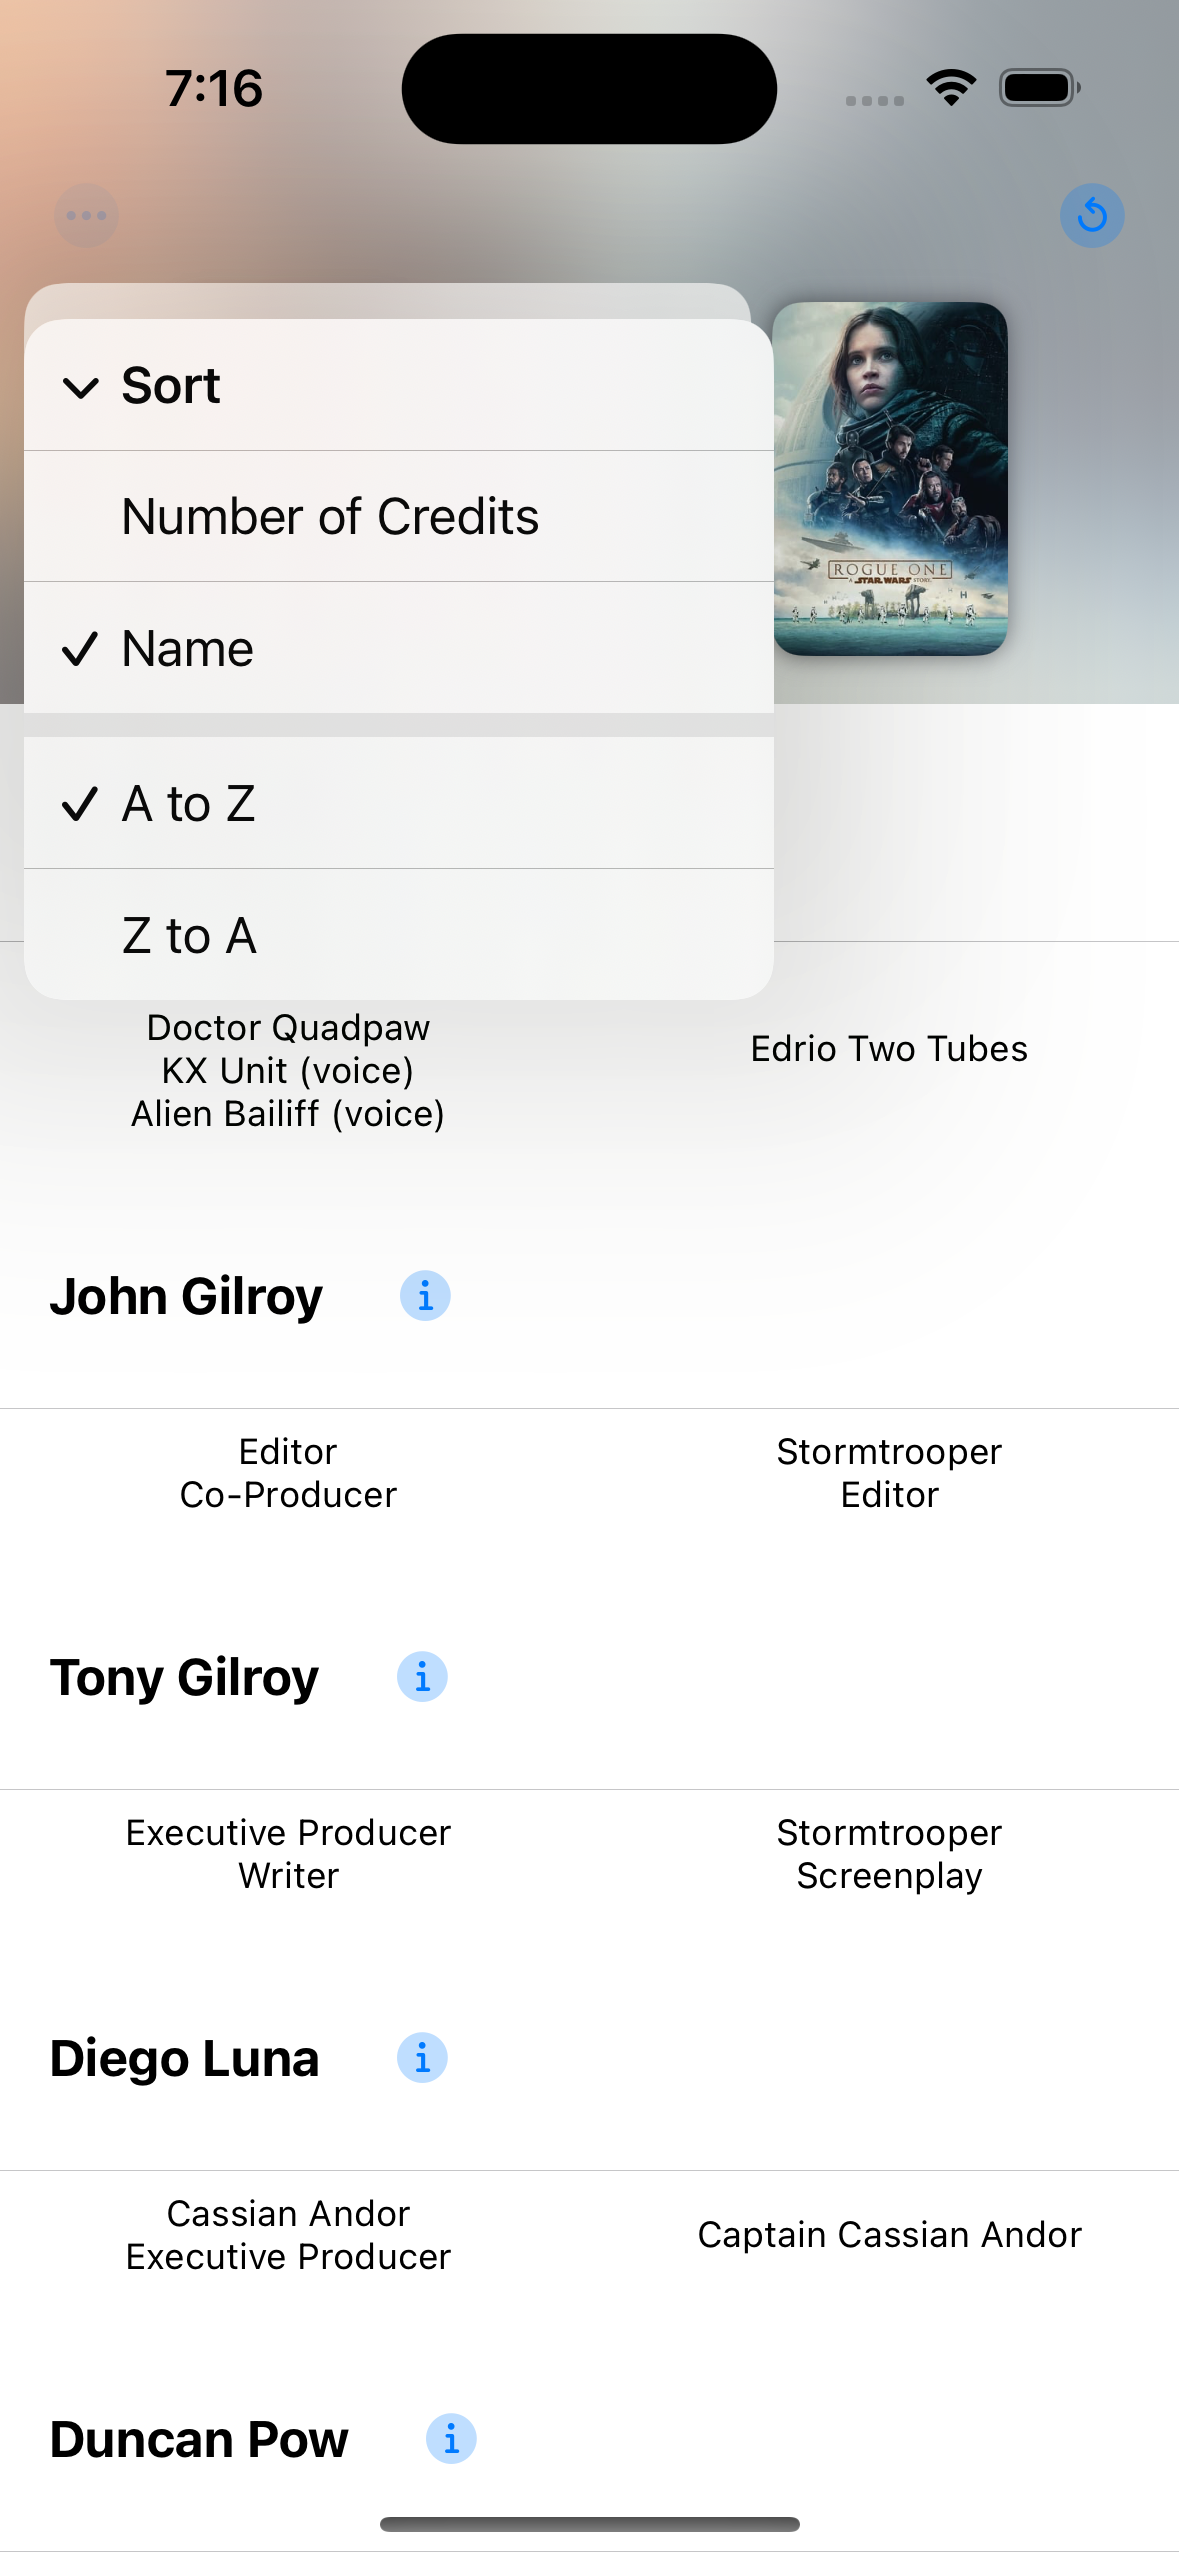 7:16
Sort
Number of Credits
Name
A to Z
Z to A
ROGUE ONE
A STAR WARS STORY
Doctor Quadpaw
KX Unit (voice)
Alien Bailiff (voice)
Edrio Two Tubes
John Gilroy
Editor
Co-Producer
Stormtrooper
Editor
Tony Gilroy
Executive Producer
Writer
Stormtrooper
Screenplay
Diego Luna
Cassian Andor
Executive Producer
Captain Cassian Andor
Duncan Pow